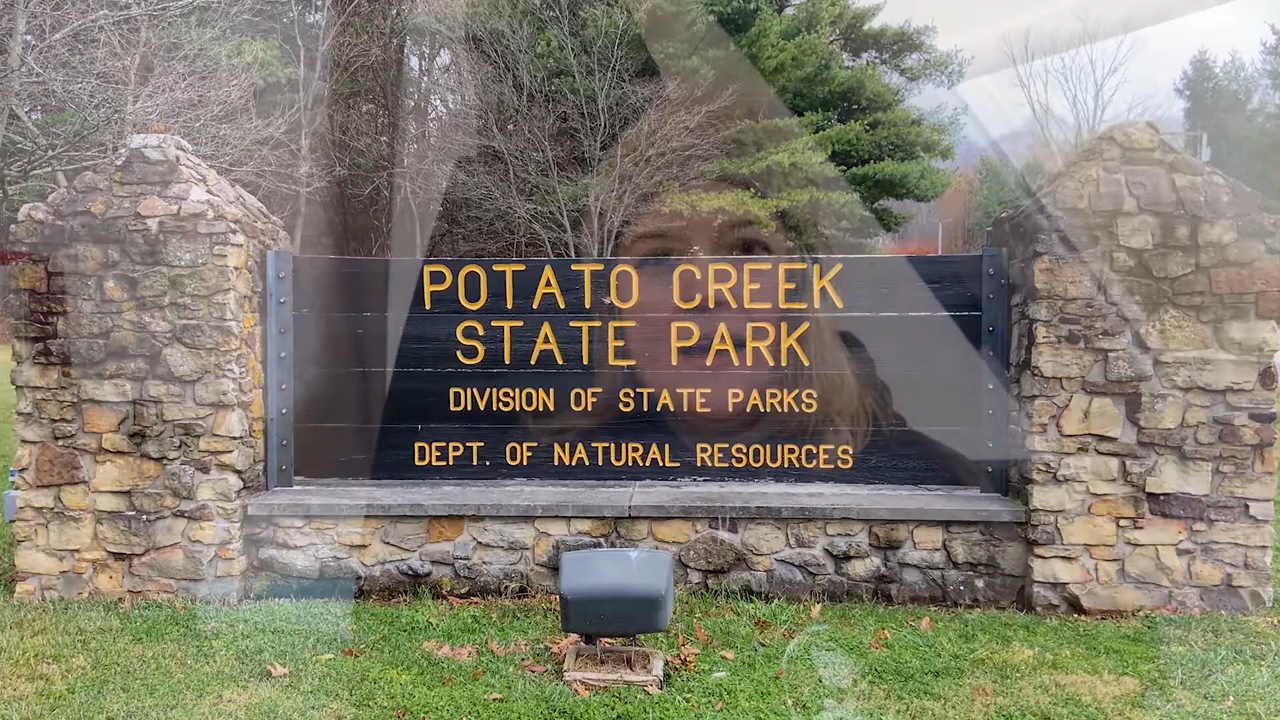 POTATO CREEK
STATE PARK
DIVISION OF STATE PARKS
DEPT. OF NATURAL RESOURCES